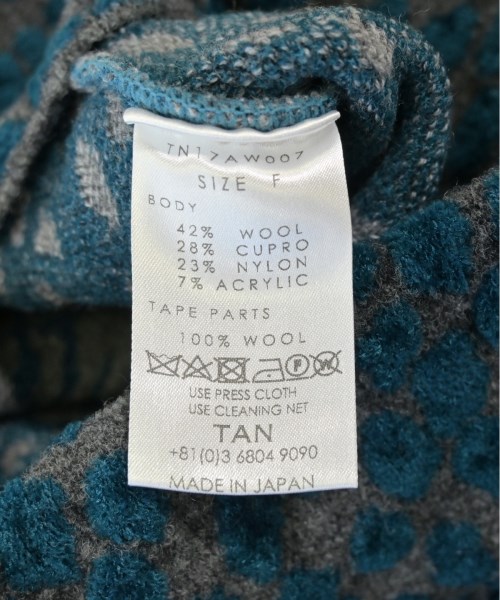 TN17AW007
SIZE F
BODY
42% WOOL
28% CUPRO
23% NYLON
7% ACRYLIC
TAPE PARTS
100% WOOL
P W
USE PRESS CLOTH
USE CLEANING NET
TAN
+81(0)3 6804 9090
MADE IN JAPAN